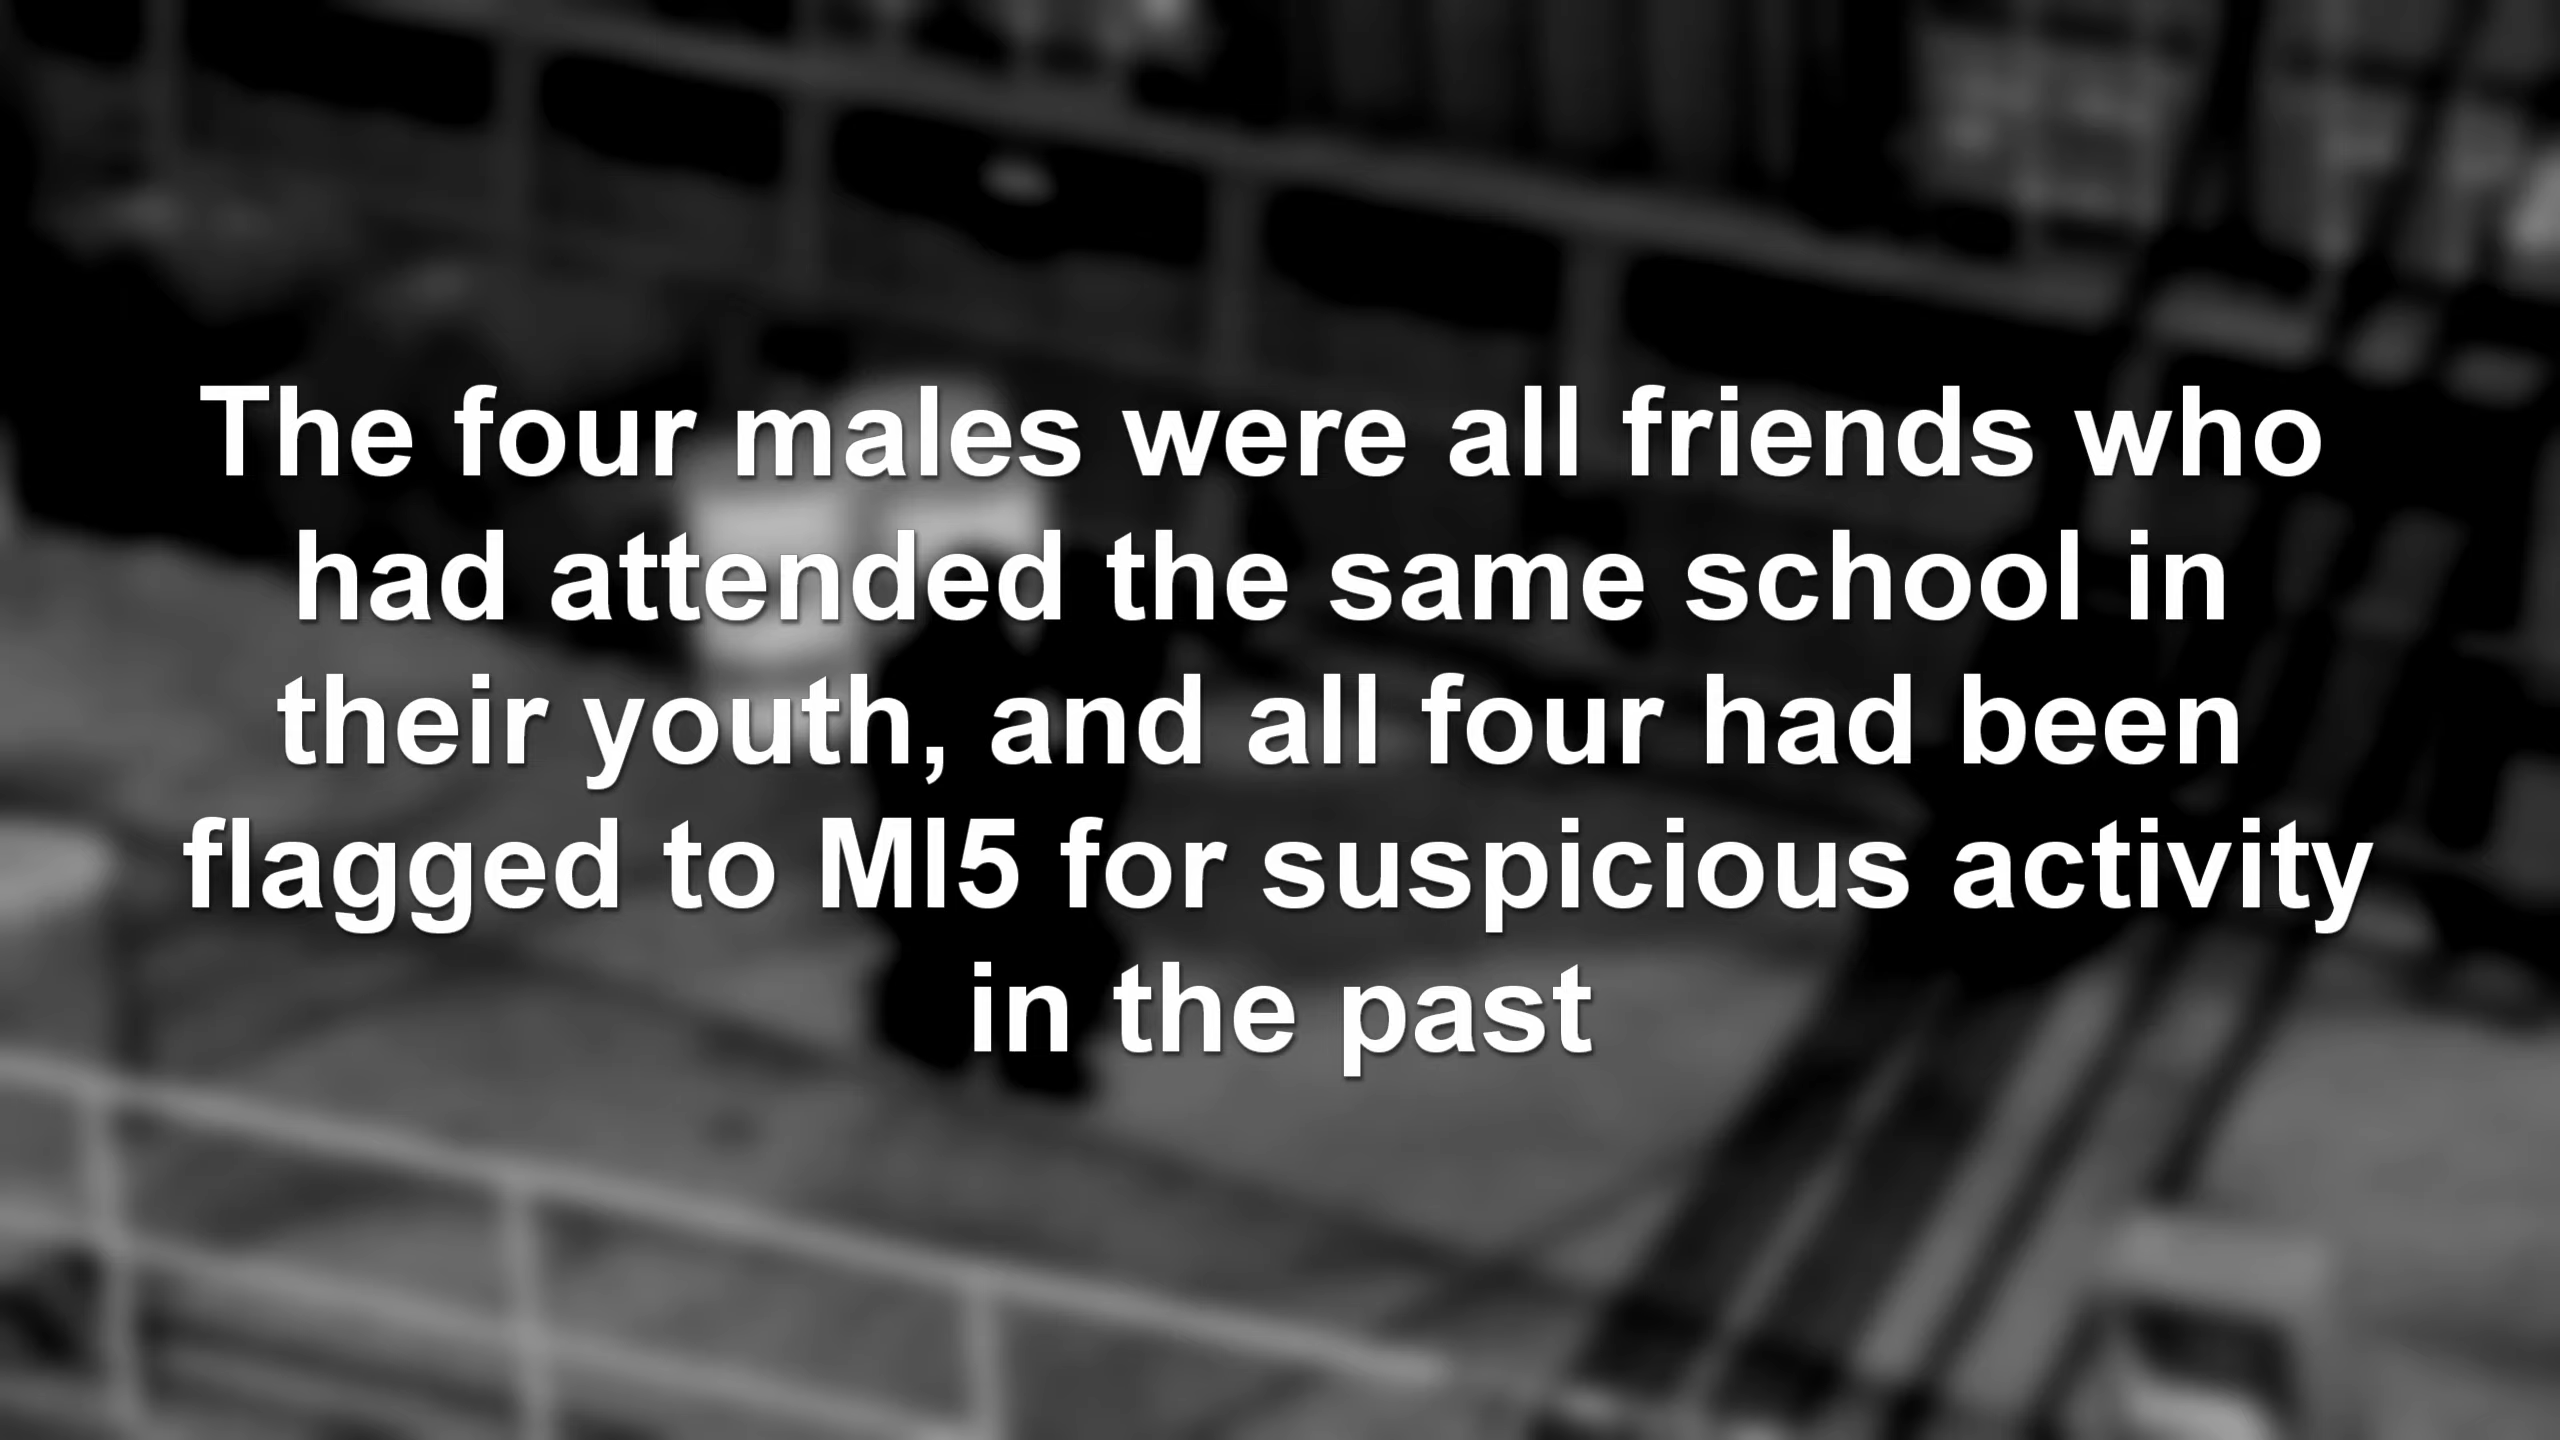 The four males were all friends who
had attended the same school in
their youth, and all four had been
flagged to MI5 for suspicious activity
in the past